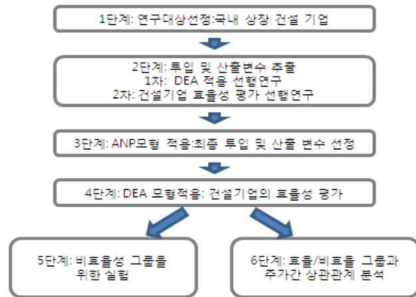 1단계: 연구대상선정:국내 상장 건설 기업
2단계: 투입 및 산출변수 추출
1차: DEA 적용 선행연구
2차: 건설기업 효율성 평가 선행연구
3단계: ANP모형 적용:최종 투입 및 산출 변수 선정
4단계: DEA 모형적용: 건설기업의 효율성 평가
5단계: 비효율성 그룹을
위한 실험
6단계: 효율/비효율 그룹과
주가간 상관관계 분석